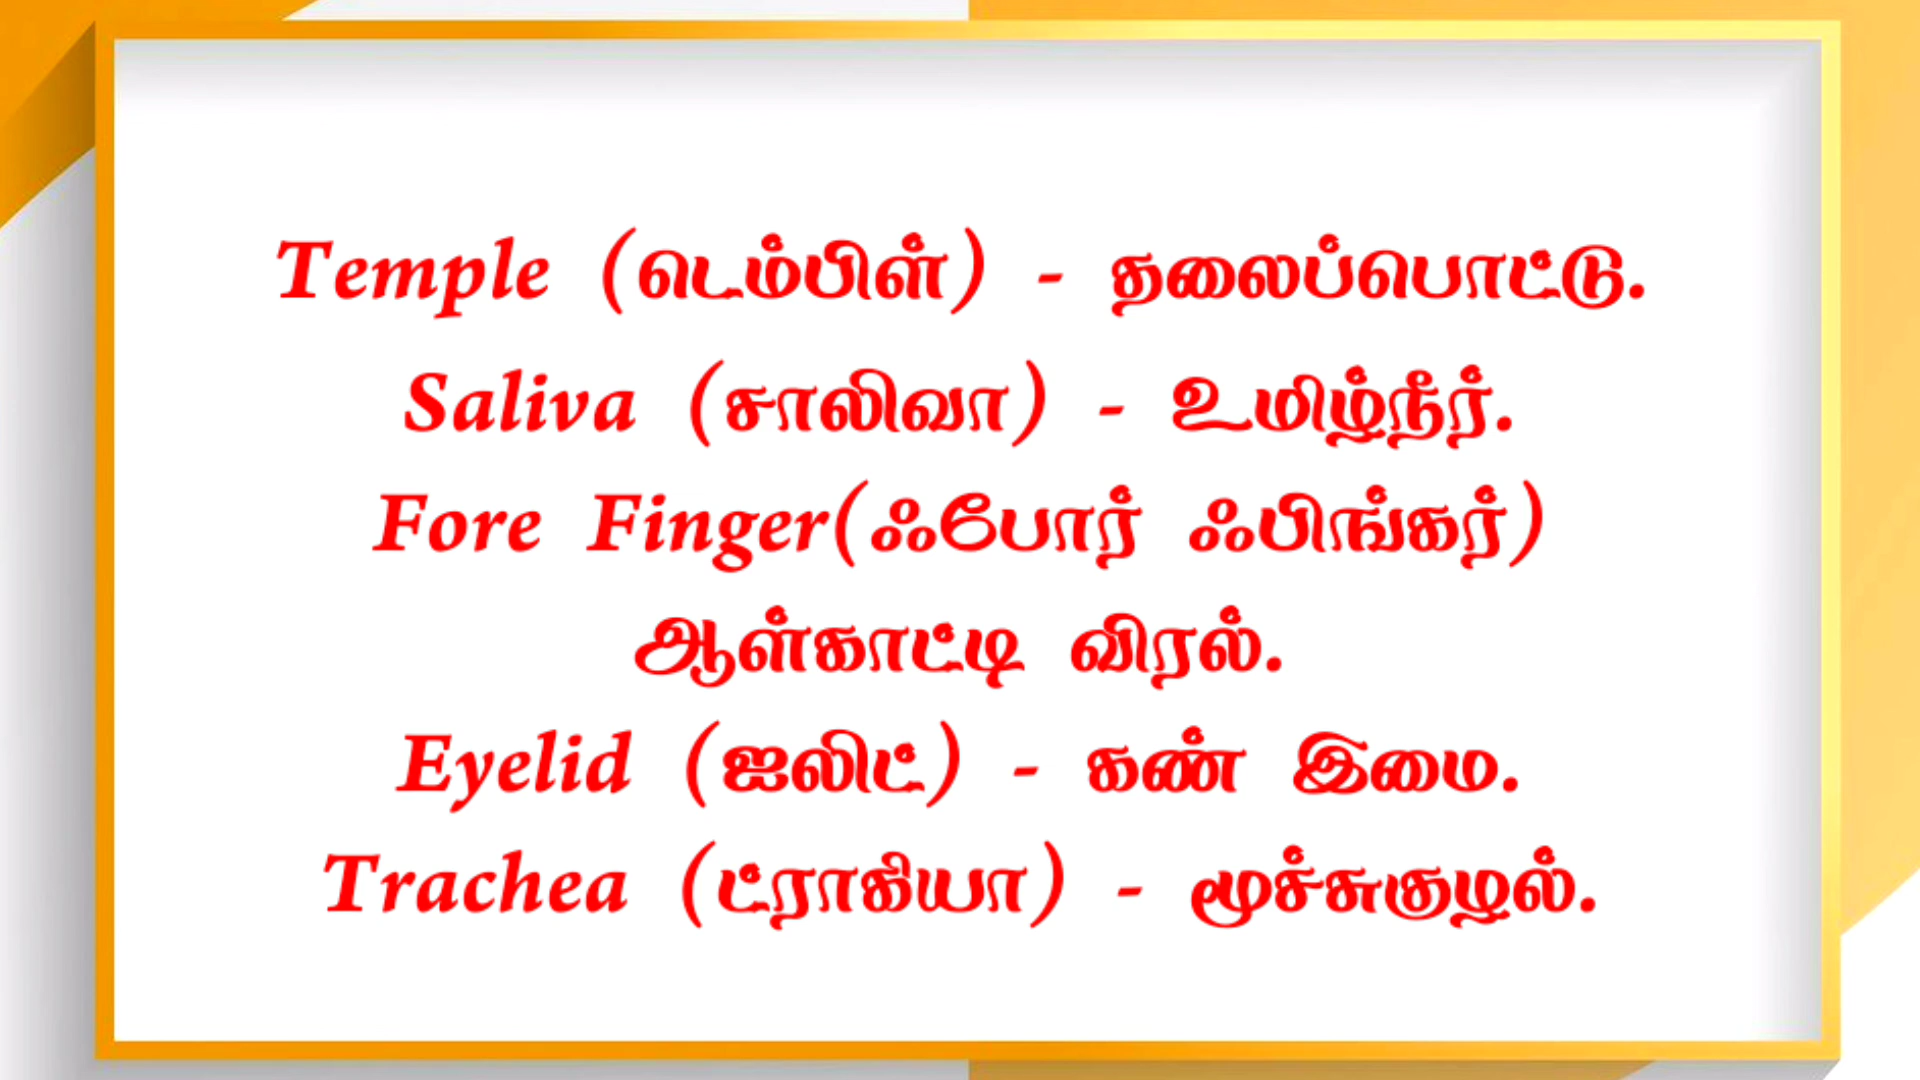 Temple (டெம்பிள்) - தலைப்பொட்டு.
Saliva (சாலிவா) - உமிழ்நீர்.
Fore Finger(ஃபோர் ஃபிங்கர்)
ஆள்காட்டி விரல்.
Eyelid (ஐலிட்) - கண் இமை.
Trachea (ட்ராகியா) - மூச்சுகுழல்.